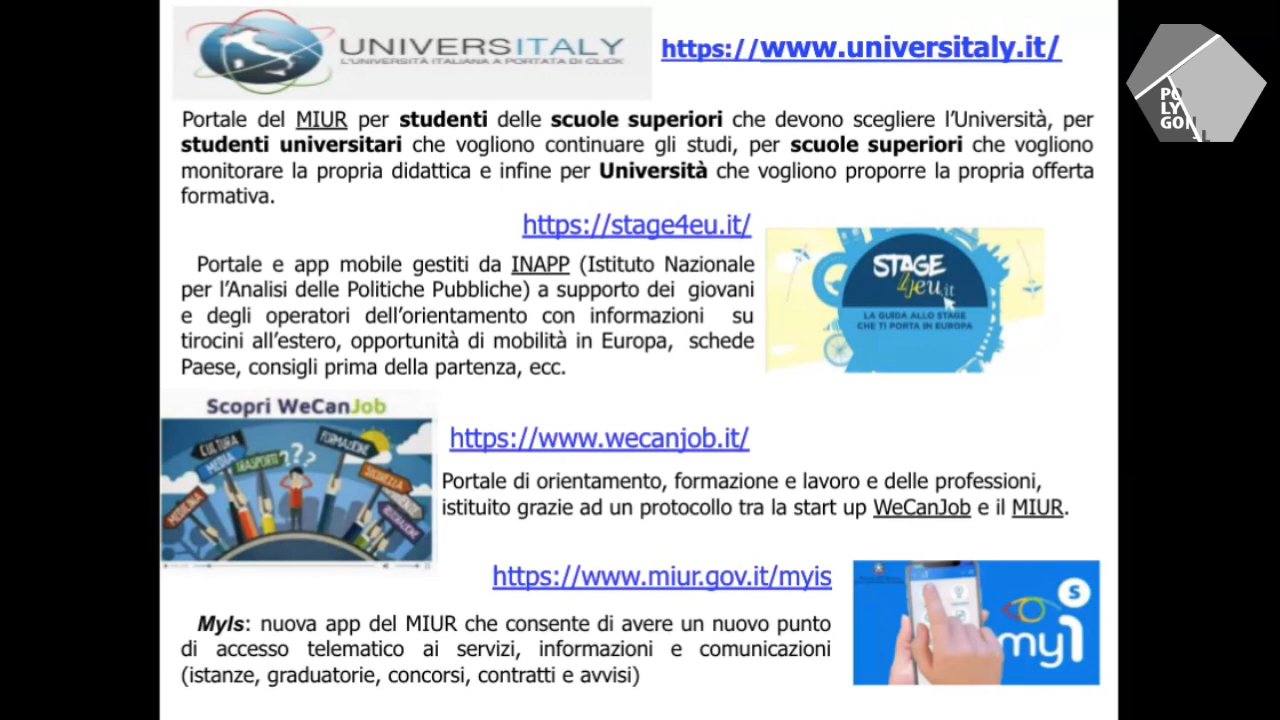 UNIVERSITALY
L'UNIVERSITÀ ITALIANA A PORTATA DI CLICK
https://www.universitaly.it/
POLYGONAL
Portale del MIUR per studenti delle scuole superiori che devono scegliere l'Università, per
studenti universitari che vogliono continuare gli studi, per scuole superiori che vogliono
monitorare la propria didattica e infine per Università che vogliono proporre la propria offerta
formativa.
https://stage4eu.it/
Portale e app mobile gestiti da INAPP (Istituto Nazionale
per l'Analisi delle Politiche Pubbliche) a supporto dei giovani
e degli operatori dell'orientamento con informazioni su
tirocini all'estero, opportunità di mobilità in Europa, schede
Paese, consigli prima della partenza, ecc.
STAGE
4eu.it
LA GUIDA ALLO STAGE
CHE TI PORTA IN EUROPA
Scopri WeCanJob
CULTURA
MEDIA
TRASPORTI
???
FORMAZIONE
SICUREZZA
MEDICINA
https://www.wecanjob.it/
Portale di orientamento, formazione e lavoro e delle professioni,
istituito grazie ad un protocollo tra la start up WeCanJob e il MIUR.
https://www.miur.gov.it/myis
MyIs: nuova app del MIUR che consente di avere un nuovo punto
di accesso telematico ai servizi, informazioni e comunicazioni
(istanze, graduatorie, concorsi, contratti e avvisi)
my1
S